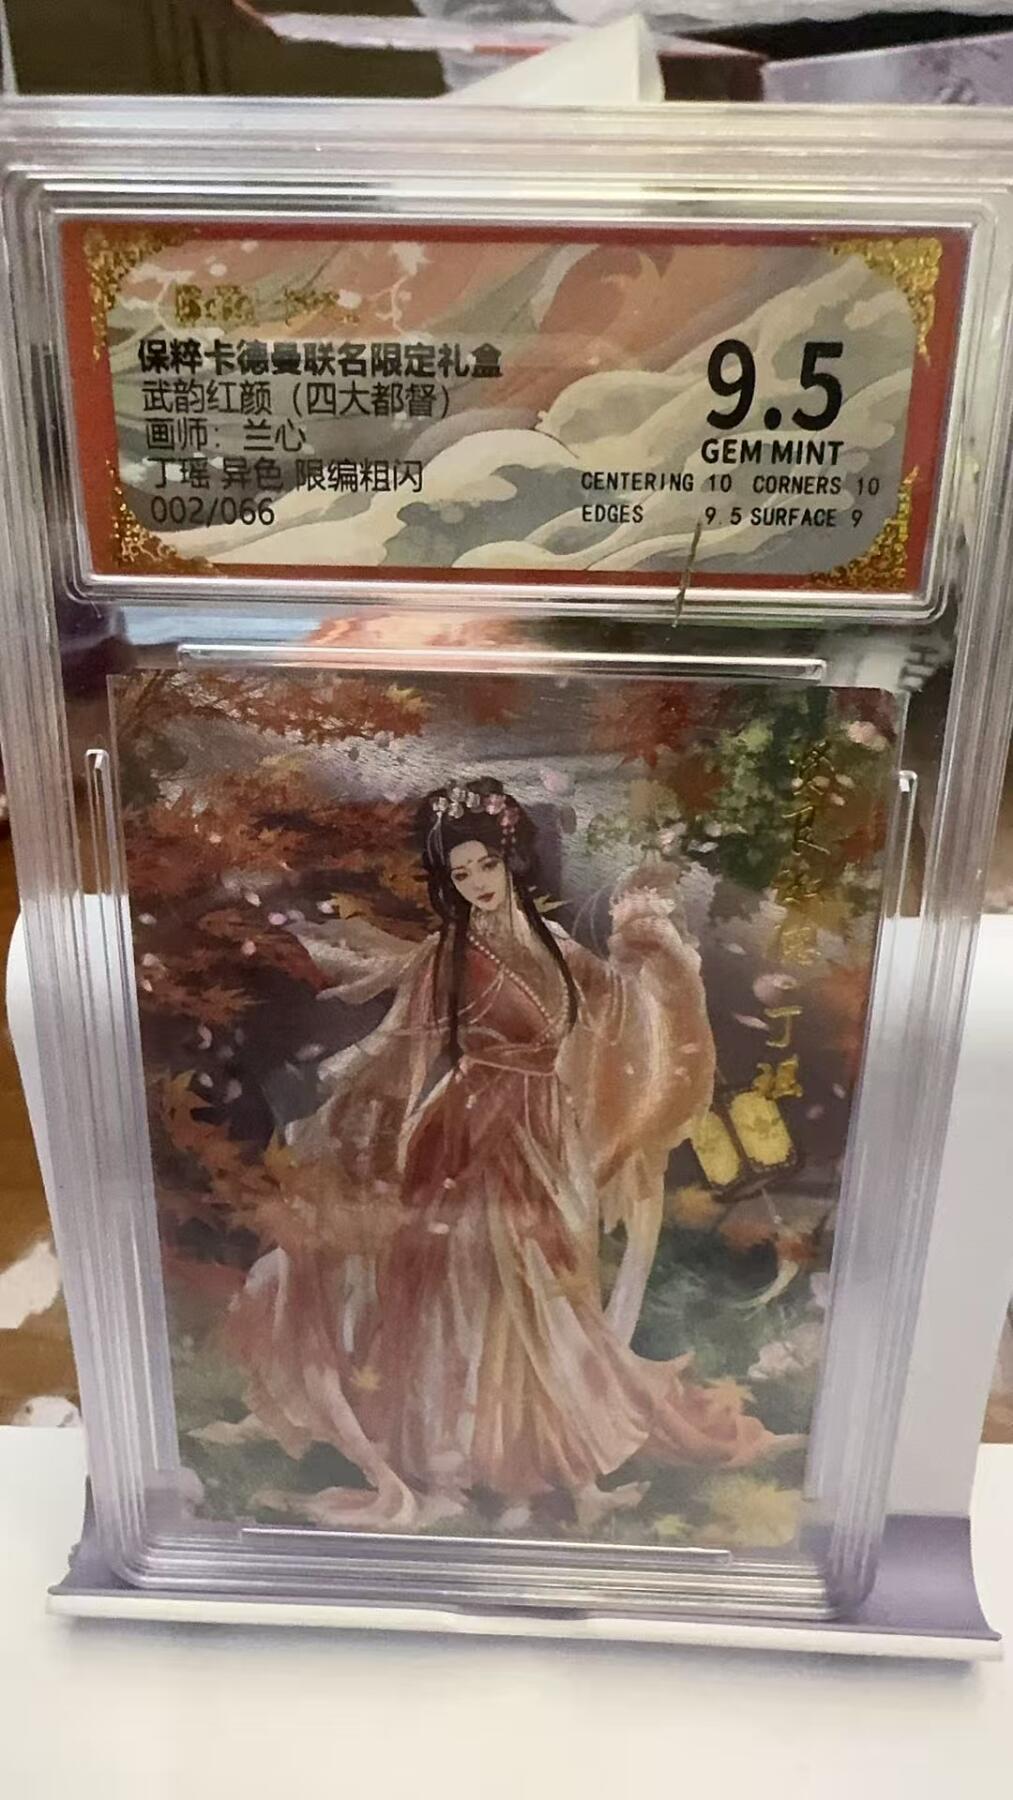 保粹卡德曼联名限定礼盒
武韵红颜（四大都督）
画师：兰心
丁瑶 异色 限编粗闪
002/066
9.5
GEM MINT
CENTERING 10 CORNERS 10
EDGES 9.5 SURFACE 9
丁瑶